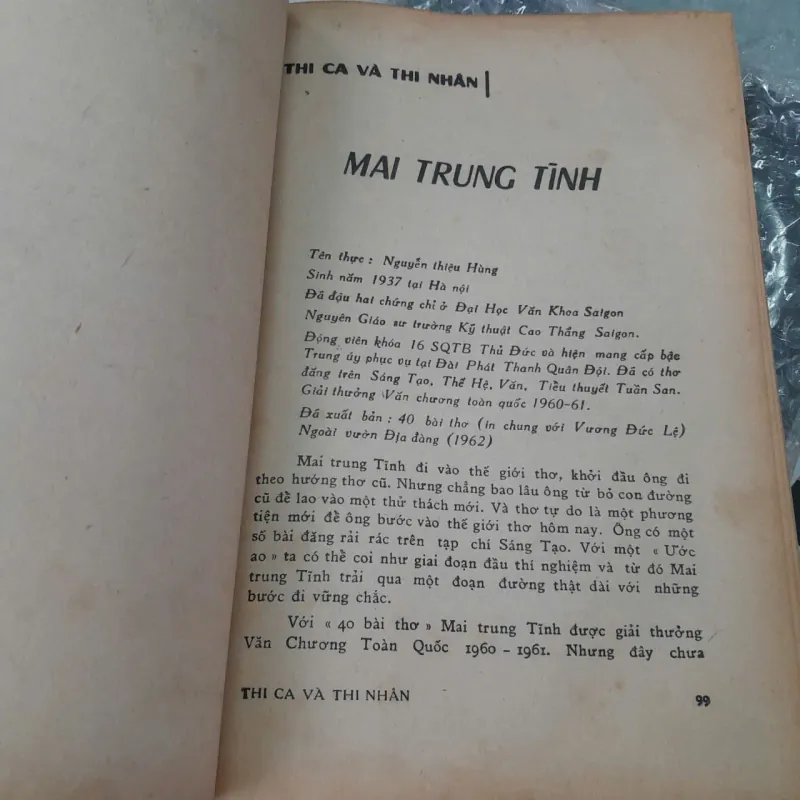 THI CA VÀ THI NHÂN
MAI TRUNG TĨNH
Tên thực : Nguyễn thiệu Hùng
Sinh năm 1937 tại Hà nội
Đã đậu hai chứng chỉ ở Đại Học Văn Khoa Saigon
Nguyên Giáo sư trường Kỹ thuật Cao Thắng Saigon.
Động viên khóa 16 SQTB Thủ Đức và hiện mang cấp bậc
Trung úy phục vụ tại Đài Phát Thanh Quân Đội. Đã có thơ
đăng trên Sáng Tạo, Thế Hệ, Văn, Tiểu thuyết Tuần San.
Giải thưởng Văn chương toàn quốc 1960-61.
Đã xuất bản : 40 bài thơ (in chung với Vương Đức Lệ)
Ngoài vườn Địa đàng (1962)
Mai trung Tĩnh đi vào thế giới thơ, khởi đầu ông đi
theo hướng thơ cũ. Nhưng chẳng bao lâu ông từ bỏ con đường
cũ để lao vào một thử thách mới. Và thơ tự do là một phương
tiện mới để ông bước vào thế giới thơ hôm nay. Ông có một
số bài đăng rải rác trên tạp chí Sáng Tạo. Với một « Ước
ao » ta có thể coi như giai đoạn đầu thí nghiệm và từ đó Mai
trung Tĩnh trải qua một đoạn đường thật dài với những
bước đi vững chắc.
Với « 40 bài thơ » Mai trung Tĩnh được giải thưởng
Văn Chương Toàn Quốc 1960 - 1961. Nhưng đây chưa
THI CA VÀ THI NHÂN 99